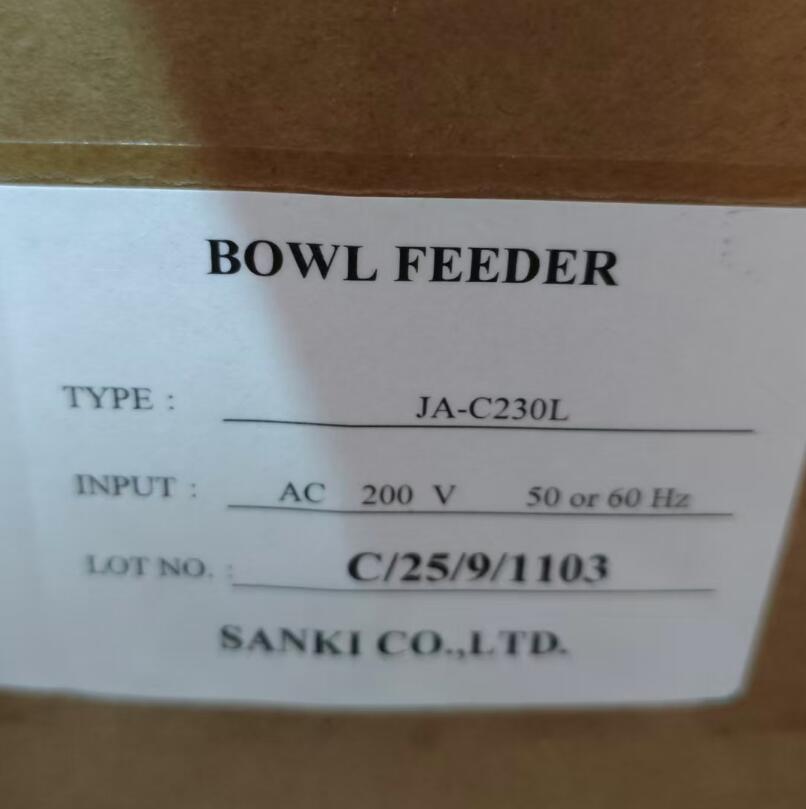 BOWL FEEDER
TYPE : JA-C230L
INPUT : AC 200 V 50 or 60 Hz
LOT NO. : C/25/9/1103
SANKI CO.,LTD.